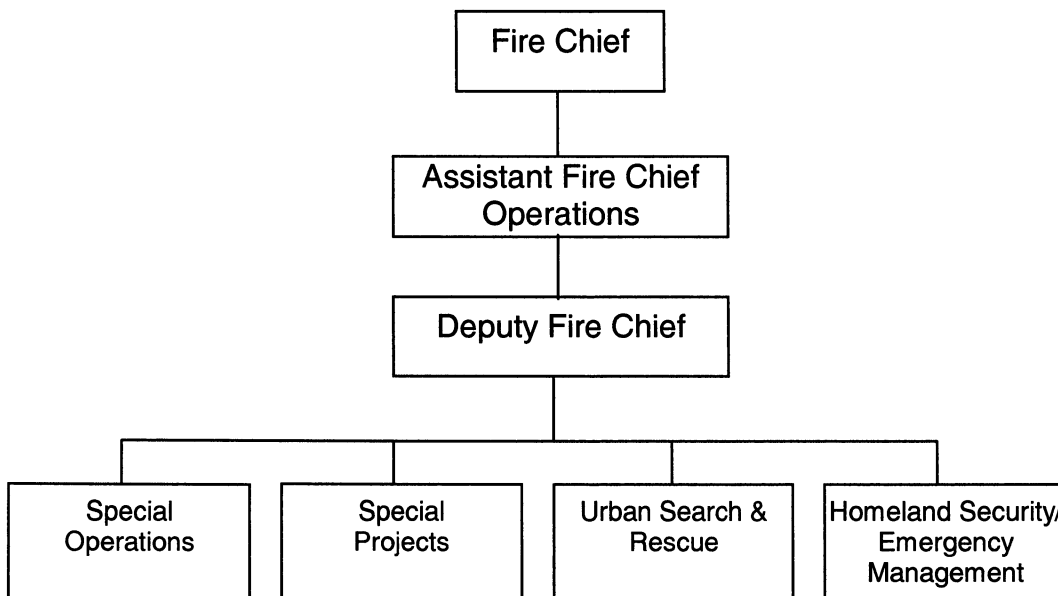 Fire Chief
Assistant Fire Chief
Operations
Deputy Fire Chief
Special
Operations
Special
Projects
Urban Search &
Rescue
Homeland Security/
Emergency
Management